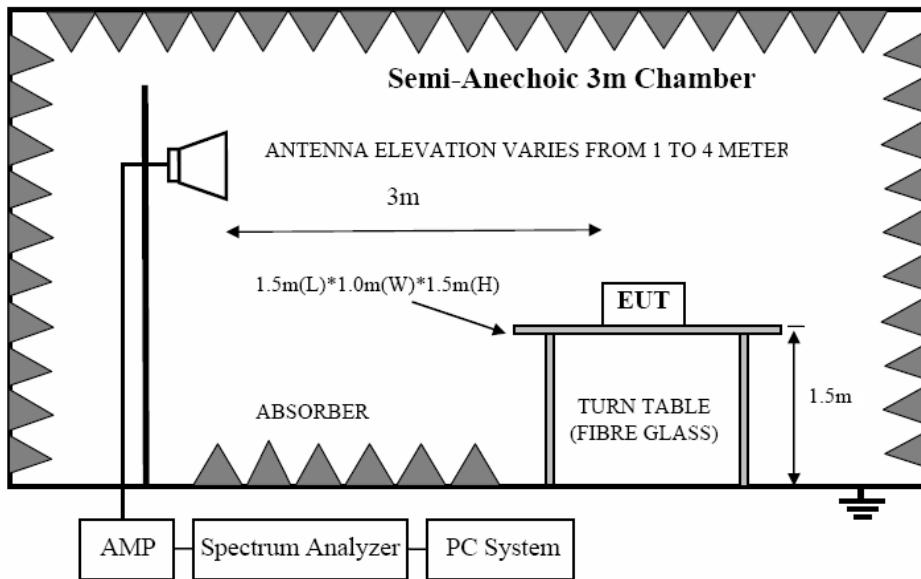 Semi-Anechoic 3m Chamber
ANTENNA ELEVATION VARIES FROM 1 TO 4 METER
3m
1.5m(L)*1.0m(W)*1.5m(H)
EUT
1.5m
ABSORBER
TURN TABLE
(FIBRE GLASS)
AMP
Spectrum Analyzer
PC System